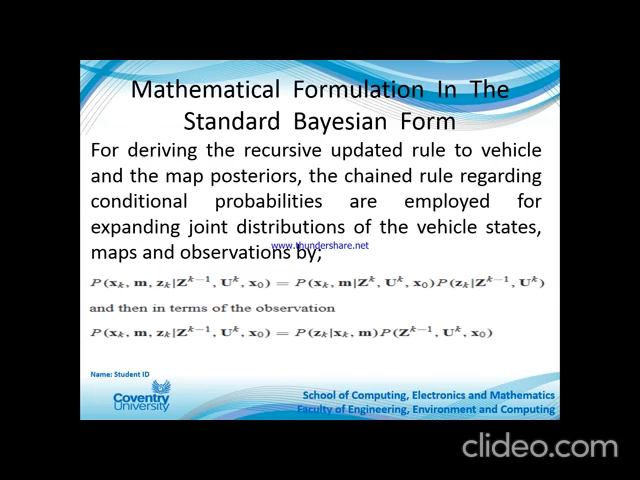 Mathematical Formulation In The
Standard Bayesian Form
For deriving the recursive updated rule to vehicle
and the map posteriors, the chained rule regarding
conditional probabilities are employed for
expanding joint distributions of the vehicle states,
maps and observations by;
www.thundershare.net
P(xₖ, m, zₖ|Zᵏ⁻¹, Uᵏ, x₀) = P(xₖ, m|Zᵏ, Uᵏ, x₀)P(zₖ|Zᵏ⁻¹, Uᵏ)
and then in terms of the observation
P(xₖ, m, zₖ|Zᵏ⁻¹, Uᵏ, x₀) = P(zₖ|xₖ, m)P(Zᵏ⁻¹, Uᵏ, x₀)
Name: Student ID
Coventry
University
School of Computing, Electronics and Mathematics
Faculty of Engineering, Environment and Computing
clideo.com